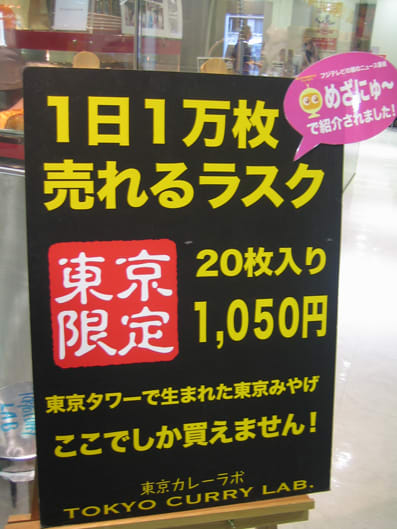 フジテレビの朝のニュース番組
めざにゅ〜
で紹介されました!
1日1万枚
売れるラスク
東京
限定
20枚入り
1,050円
東京タワーで生まれた東京みやげ
ここでしか買えません!
東京カレーラボ
TOKYO CURRY LAB.